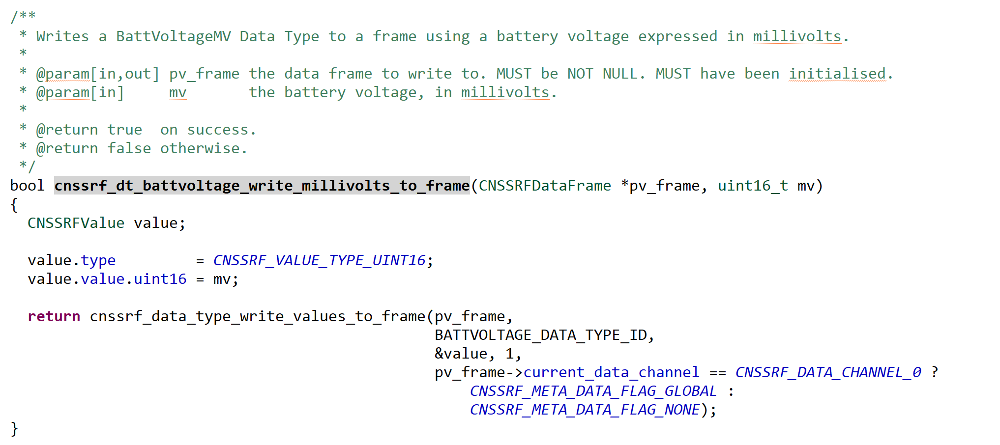 /**
 * Writes a BattVoltageMV Data Type to a frame using a battery voltage expressed in millivolts.
 *
 * @param[in,out] pv_frame the data frame to write to. MUST be NOT NULL. MUST have been initialised.
 * @param[in]     mv       the battery voltage, in millivolts.
 *
 * @return true  on success.
 * @return false otherwise.
 */
bool cnssrf_dt_battvoltage_write_millivolts_to_frame(CNSSRFDataFrame *pv_frame, uint16_t mv)
{
  CNSSRFValue value;

  value.type         = CNSSRF_VALUE_TYPE_UINT16;
  value.value.uint16 = mv;

  return cnssrf_data_type_write_values_to_frame(pv_frame,
                                                BATTVOLTAGE_DATA_TYPE_ID,
                                                &value, 1,
                                                pv_frame->current_data_channel == CNSSRF_DATA_CHANNEL_0 ?
                                                    CNSSRF_META_DATA_FLAG_GLOBAL :
                                                    CNSSRF_META_DATA_FLAG_NONE);
}